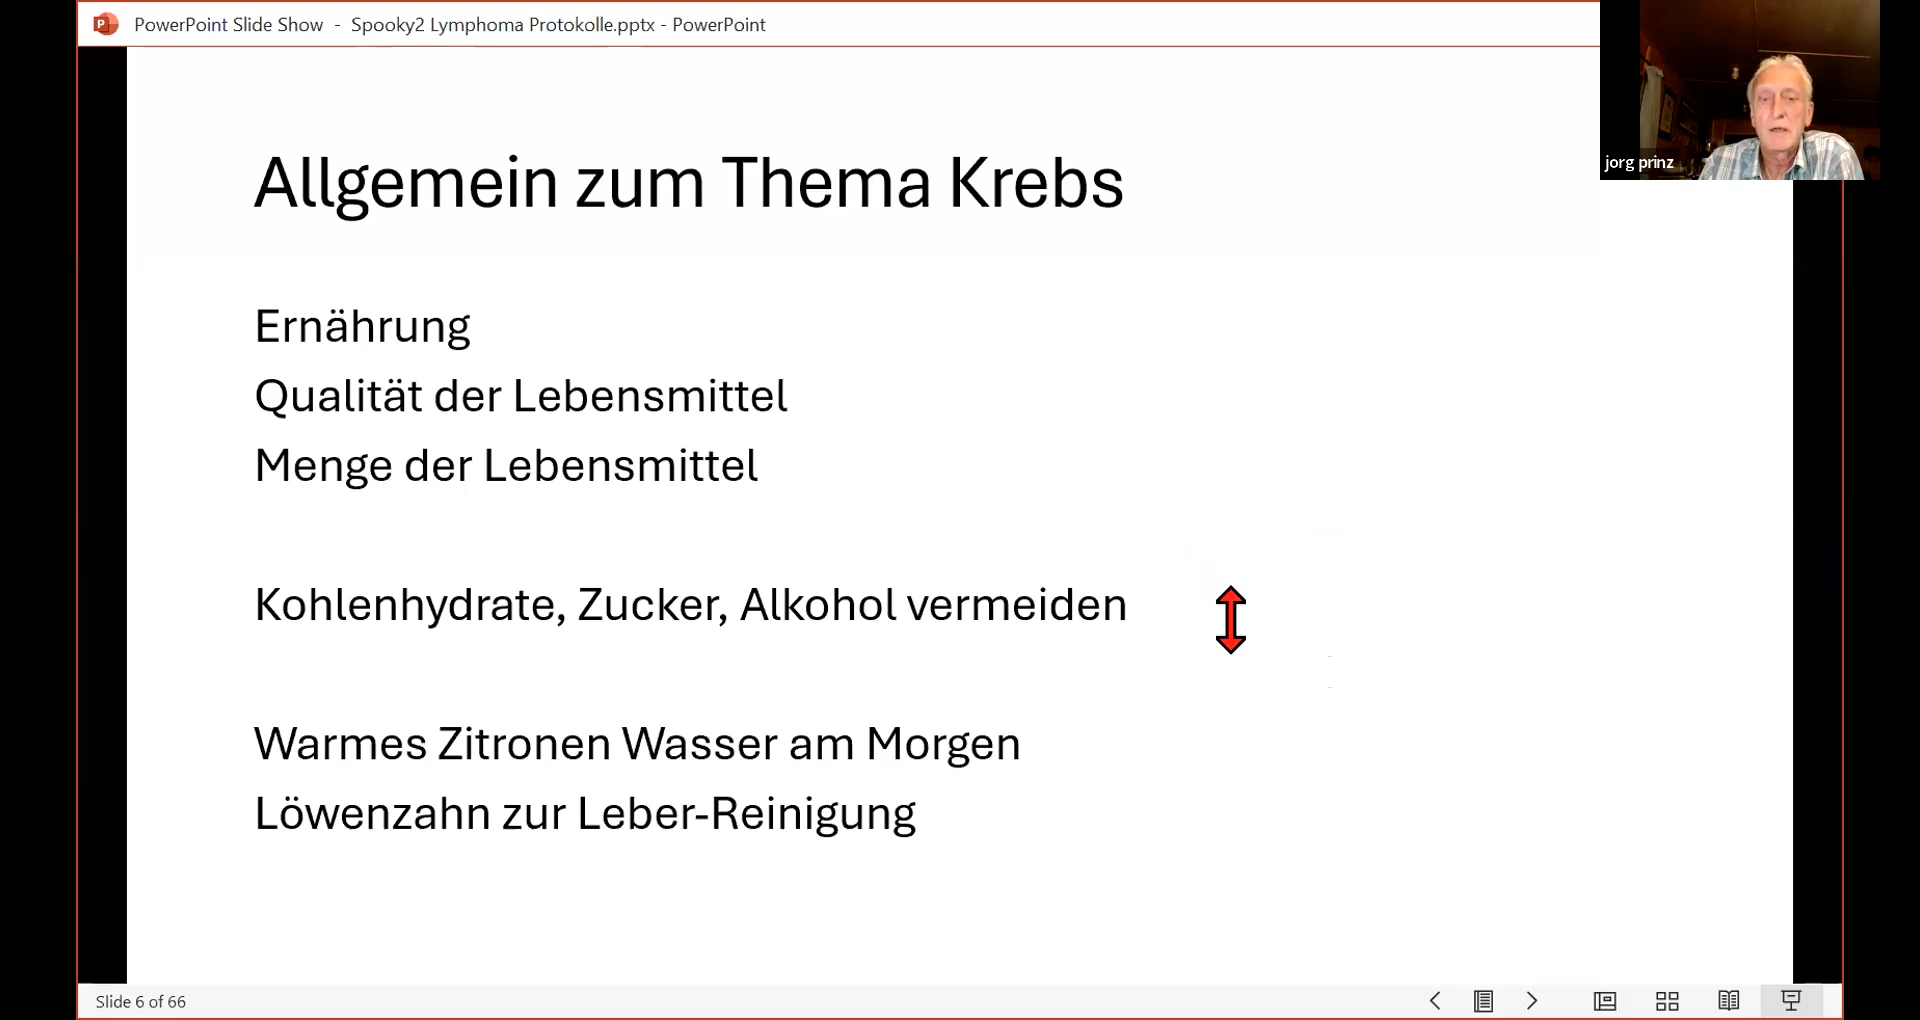 PowerPoint Slide Show - Spooky2 Lymphoma Protokolle.pptx - PowerPoint
jorg prinz
Allgemein zum Thema Krebs
Ernährung
Qualität der Lebensmittel
Menge der Lebensmittel
Kohlenhydrate, Zucker, Alkohol vermeiden
Warmes Zitronen Wasser am Morgen
Löwenzahn zur Leber-Reinigung
Slide 6 of 66